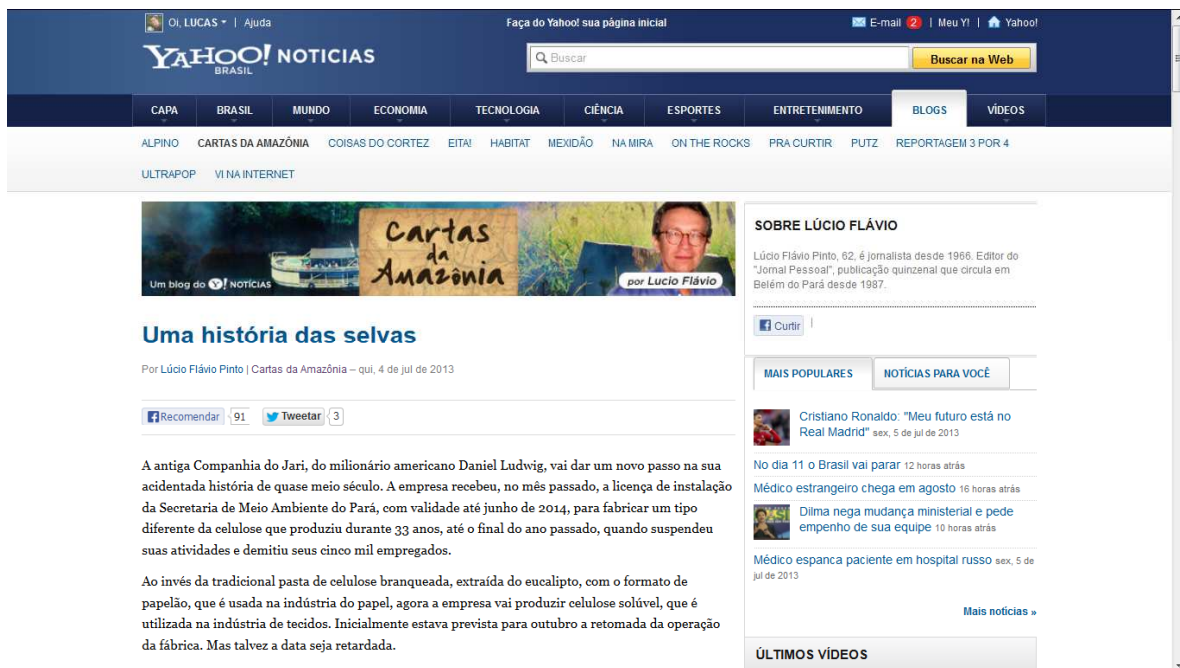 Oi, LUCAS | Ajuda
Faça do Yahoo! sua página inicial
E-mail 2 | Meu Y! | Yahoo!
YAHOO! NOTICIAS
BRASIL
Buscar
Buscar na Web
CAPA BRASIL MUNDO ECONOMIA TECNOLOGIA CIÊNCIA ESPORTES ENTRETENIMENTO BLOGS VÍDEOS
ALPINO CARTAS DA AMAZÔNIA COISAS DO CORTEZ EITA! HABITAT MEXIDÃO NA MIRA ON THE ROCKS PRA CURTIR PUTZ REPORTAGEM 3 POR 4
ULTRAPOP VI NA INTERNET
Cartas
da
Amazônia
Um blog do Y! NOTÍCIAS
por Lucio Flávio
Uma história das selvas
Por Lúcio Flávio Pinto | Cartas da Amazônia – qui, 4 de jul de 2013
Recomendar 91 Tweetar 3
A antiga Companhia do Jari, do milionário americano Daniel Ludwig, vai dar um novo passo na sua
acidentada história de quase meio século. A empresa recebeu, no mês passado, a licença de instalação
da Secretaria de Meio Ambiente do Pará, com validade até junho de 2014, para fabricar um tipo
diferente da celulose que produziu durante 33 anos, até o final do ano passado, quando suspendeu
suas atividades e demitiu seus cinco mil empregados.
Ao invés da tradicional pasta de celulose branqueada, extraída do eucalipto, com o formato de
papelão, que é usada na indústria do papel, agora a empresa vai produzir celulose solúvel, que é
utilizada na indústria de tecidos. Inicialmente estava prevista para outubro a retomada da operação
da fábrica. Mas talvez a data seja retardada.
SOBRE LÚCIO FLÁVIO
Lúcio Flávio Pinto, 62, é jornalista desde 1966. Editor do
"Jornal Pessoal", publicação quinzenal que circula em
Belém do Pará desde 1987.
Curtir
MAIS POPULARES NOTÍCIAS PARA VOCÊ
Cristiano Ronaldo: "Meu futuro está no
Real Madrid" sex, 5 de jul de 2013
No dia 11 o Brasil vai parar 12 horas atrás
Médico estrangeiro chega em agosto 16 horas atrás
Dilma nega mudança ministerial e pede
empenho de sua equipe 10 horas atrás
Médico espanca paciente em hospital russo sex, 5 de
jul de 2013
Mais notícias »
ÚLTIMOS VÍDEOS